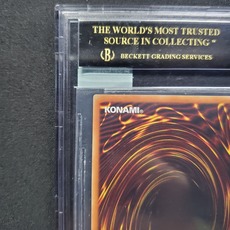 THE WORLD'S MOST TRUSTED
SOURCE IN COLLECTING™
B BECKETT GRADING SERVICES
KONAMI®